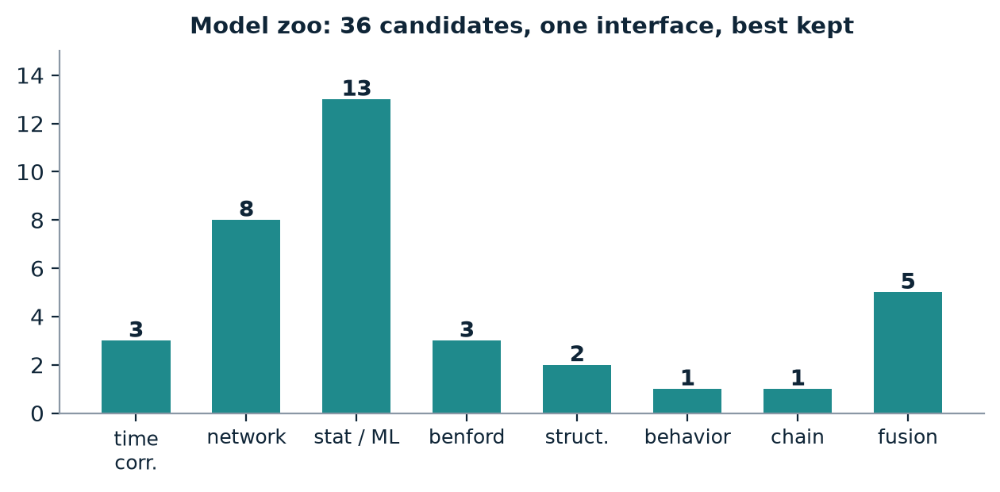 Model zoo: 36 candidates, one interface, best kept
14
12
10
8
6
4
2
0
3
8
13
3
2
1
1
5
time
corr.
network
stat / ML
benford
struct.
behavior
chain
fusion